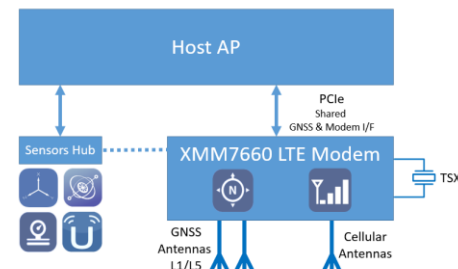 Host AP
PCIe
Shared
GNSS & Modem I/F
Sensors Hub
XMM7660 LTE Modem
N
TSX
GNSS
Antennas
L1/L5
Cellular
Antennas